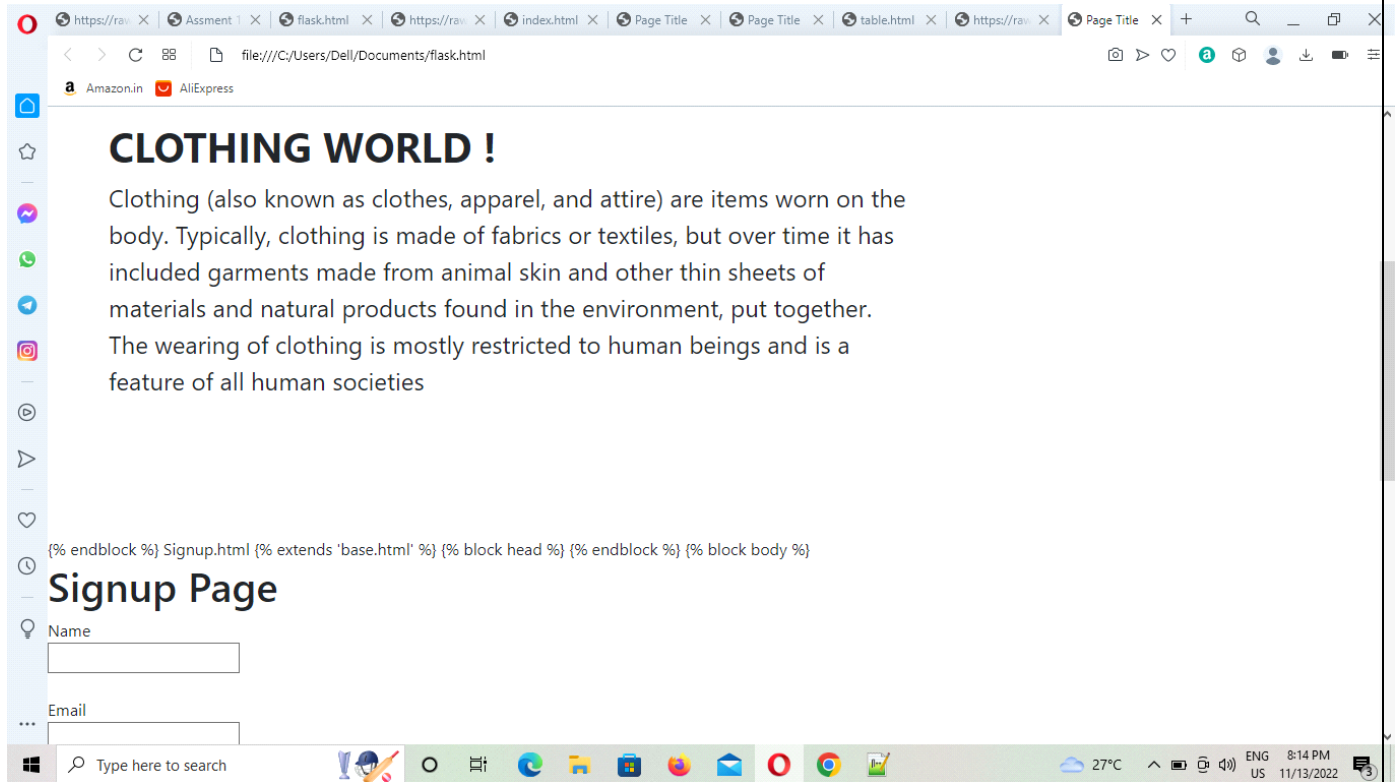 https://raw
Assment 1
flask.html
https://raw
index.html
Page Title
Page Title
table.html
https://raw
Page Title
file:///C:/Users/Dell/Documents/flask.html
Amazon.in
AliExpress
CLOTHING WORLD !
Clothing (also known as clothes, apparel, and attire) are items worn on the
body. Typically, clothing is made of fabrics or textiles, but over time it has
included garments made from animal skin and other thin sheets of
materials and natural products found in the environment, put together.
The wearing of clothing is mostly restricted to human beings and is a
feature of all human societies
{% endblock %} Signup.html {% extends 'base.html' %} {% block head %} {% endblock %} {% block body %}
Signup Page
Name
Email
Type here to search
27°C
ENG
US
8:14 PM
11/13/2022
3